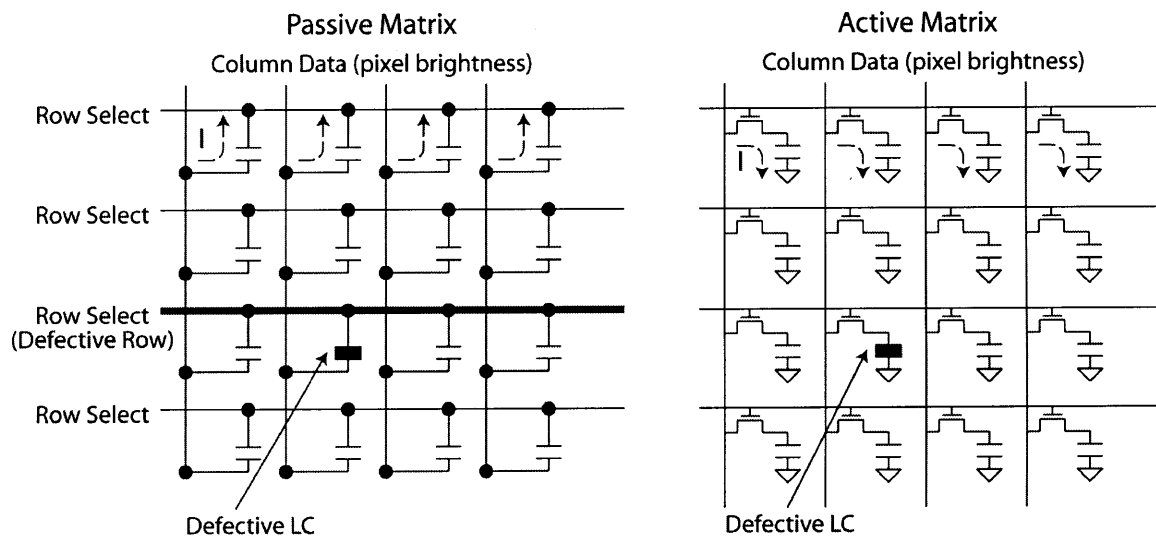 Passive Matrix
Column Data (pixel brightness)
Row Select
I
Row Select
Row Select
(Defective Row)
Row Select
Defective LC
Active Matrix
Column Data (pixel brightness)
I
Defective LC